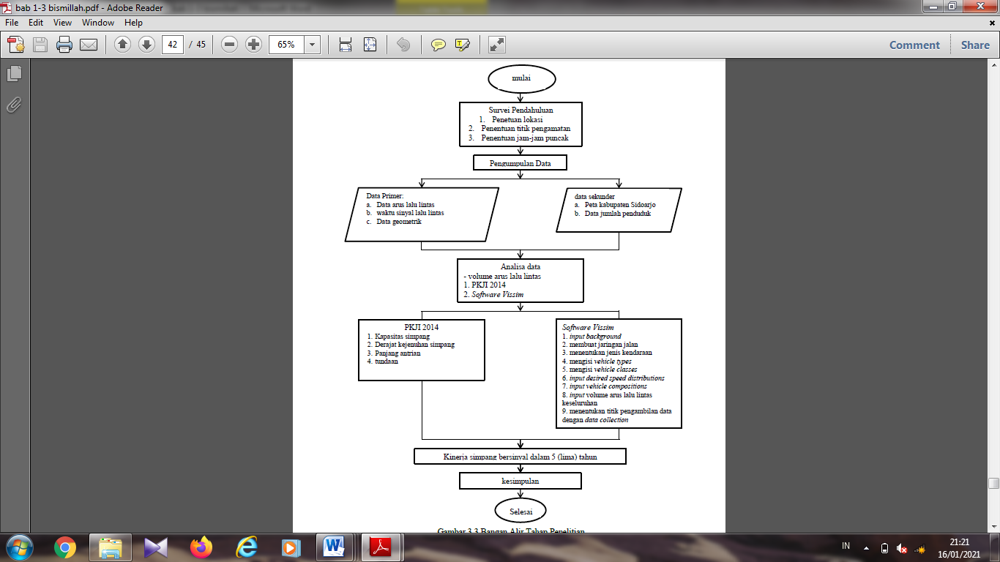 bab 1-3 bismillah.pdf - Adobe Reader
File Edit View Window Help
42 / 45
65%
Comment Share
mulai
Survei Pendahuluan
1. Penetuan lokasi
2. Penentuan titik pengamatan
3. Penentuan jam-jam puncak
Pengumpulan Data
Data Primer:
a. Data arus lalu lintas
b. waktu sinyal lalu lintas
c. Data geometrik
data sekunder
a. Peta kabupaten Sidoarjo
b. Data jumlah penduduk
Analisa data
- volume arus lalu lintas
1. PKJI 2014
2. Software Vissim
PKJI 2014
1. Kapasitas simpang
2. Derajat kejenuhan simpang
3. Panjang antrian
4. tundaan
Software Vissim
1. input background
2. membuat jaringan jalan
3. menentukan jenis kendaraan
4. mengisi vehicle types
5. mengisi vehicle classes
6. input desired speed distributions
7. input vehicle compositions
8. input volume arus lalu lintas
keseluruhan
9. menentukan titik pengambilan data
dengan data collection
Kinerja simpang bersinyal dalam 5 (lima) tahun
kesimpulan
Selesai
Gambar 3.3 Bangan Alir Tahap Penelitian
IN
21:21
16/01/2021